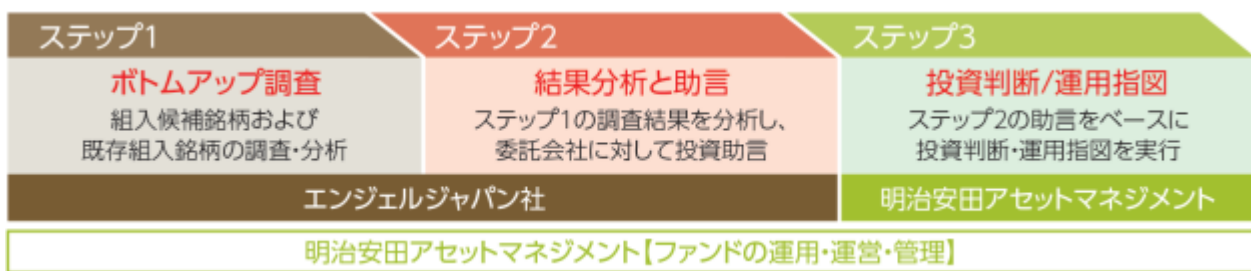 ステップ1
ステップ2
ステップ3
ボトムアップ調査
組入候補銘柄および
既存組入銘柄の調査・分析
結果分析と助言
ステップ1の調査結果を分析し、
委託会社に対して投資助言
投資判断/運用指図
ステップ2の助言をベースに
投資判断・運用指図を実行
エンジェルジャパン社
明治安田アセットマネジメント
明治安田アセットマネジメント【ファンドの運用・運営・管理】